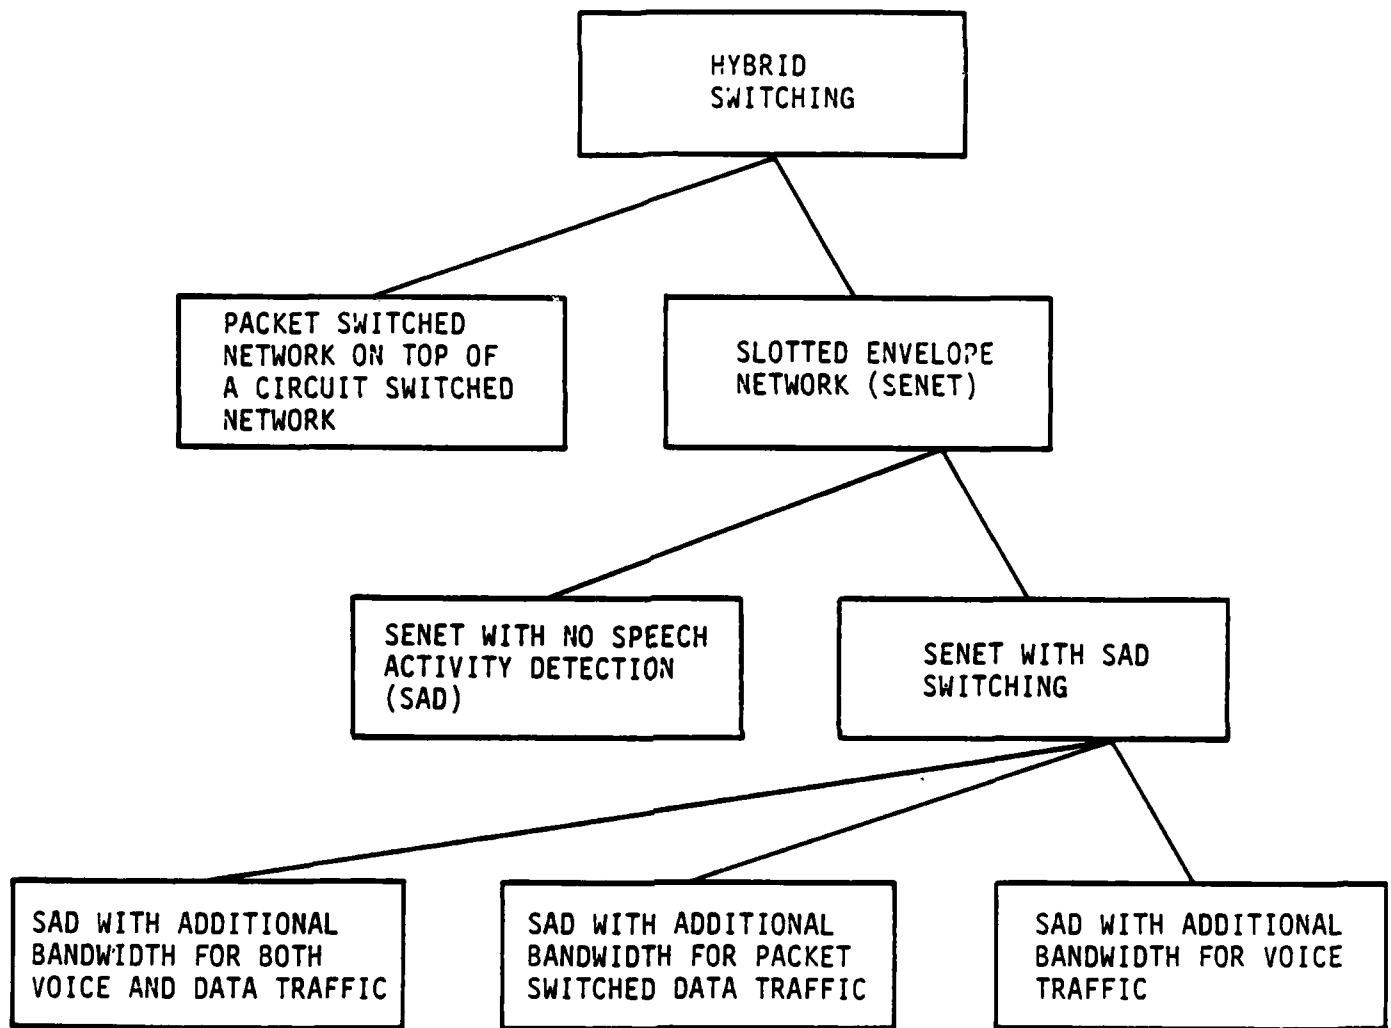 HYBRID
SWITCHING
PACKET SWITCHED
NETWORK ON TOP OF
A CIRCUIT SWITCHED
NETWORK
SLOTTED ENVELOPE
NETWORK (SENET)
SENET WITH NO SPEECH
ACTIVITY DETECTION
(SAD)
SENET WITH SAD
SWITCHING
SAD WITH ADDITIONAL
BANDWIDTH FOR BOTH
VOICE AND DATA TRAFFIC
SAD WITH ADDITIONAL
BANDWIDTH FOR PACKET
SWITCHED DATA TRAFFIC
SAD WITH ADDITIONAL
BANDWIDTH FOR VOICE
TRAFFIC